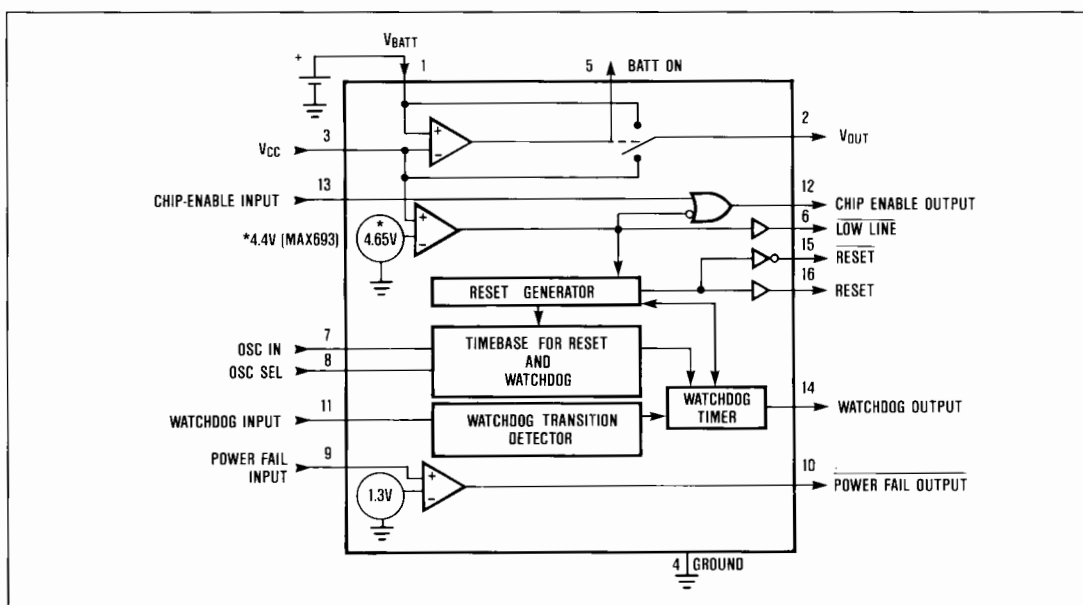 VBATT
+
1
5 BATT ON
2
VOUT
3
VCC
+
−
13
CHIP-ENABLE INPUT
12
CHIP ENABLE OUTPUT
*4.4V (MAX693)
*
4.65V
+
−
6
LOW LINE
15
RESET
16
RESET
RESET GENERATOR
7
OSC IN
8
OSC SEL
TIMEBASE FOR RESET
AND
WATCHDOG
WATCHDOG
TIMER
14
WATCHDOG OUTPUT
11
WATCHDOG INPUT
WATCHDOG TRANSITION
DETECTOR
9
POWER FAIL
INPUT
1.3V
+
−
10
POWER FAIL OUTPUT
4 GROUND